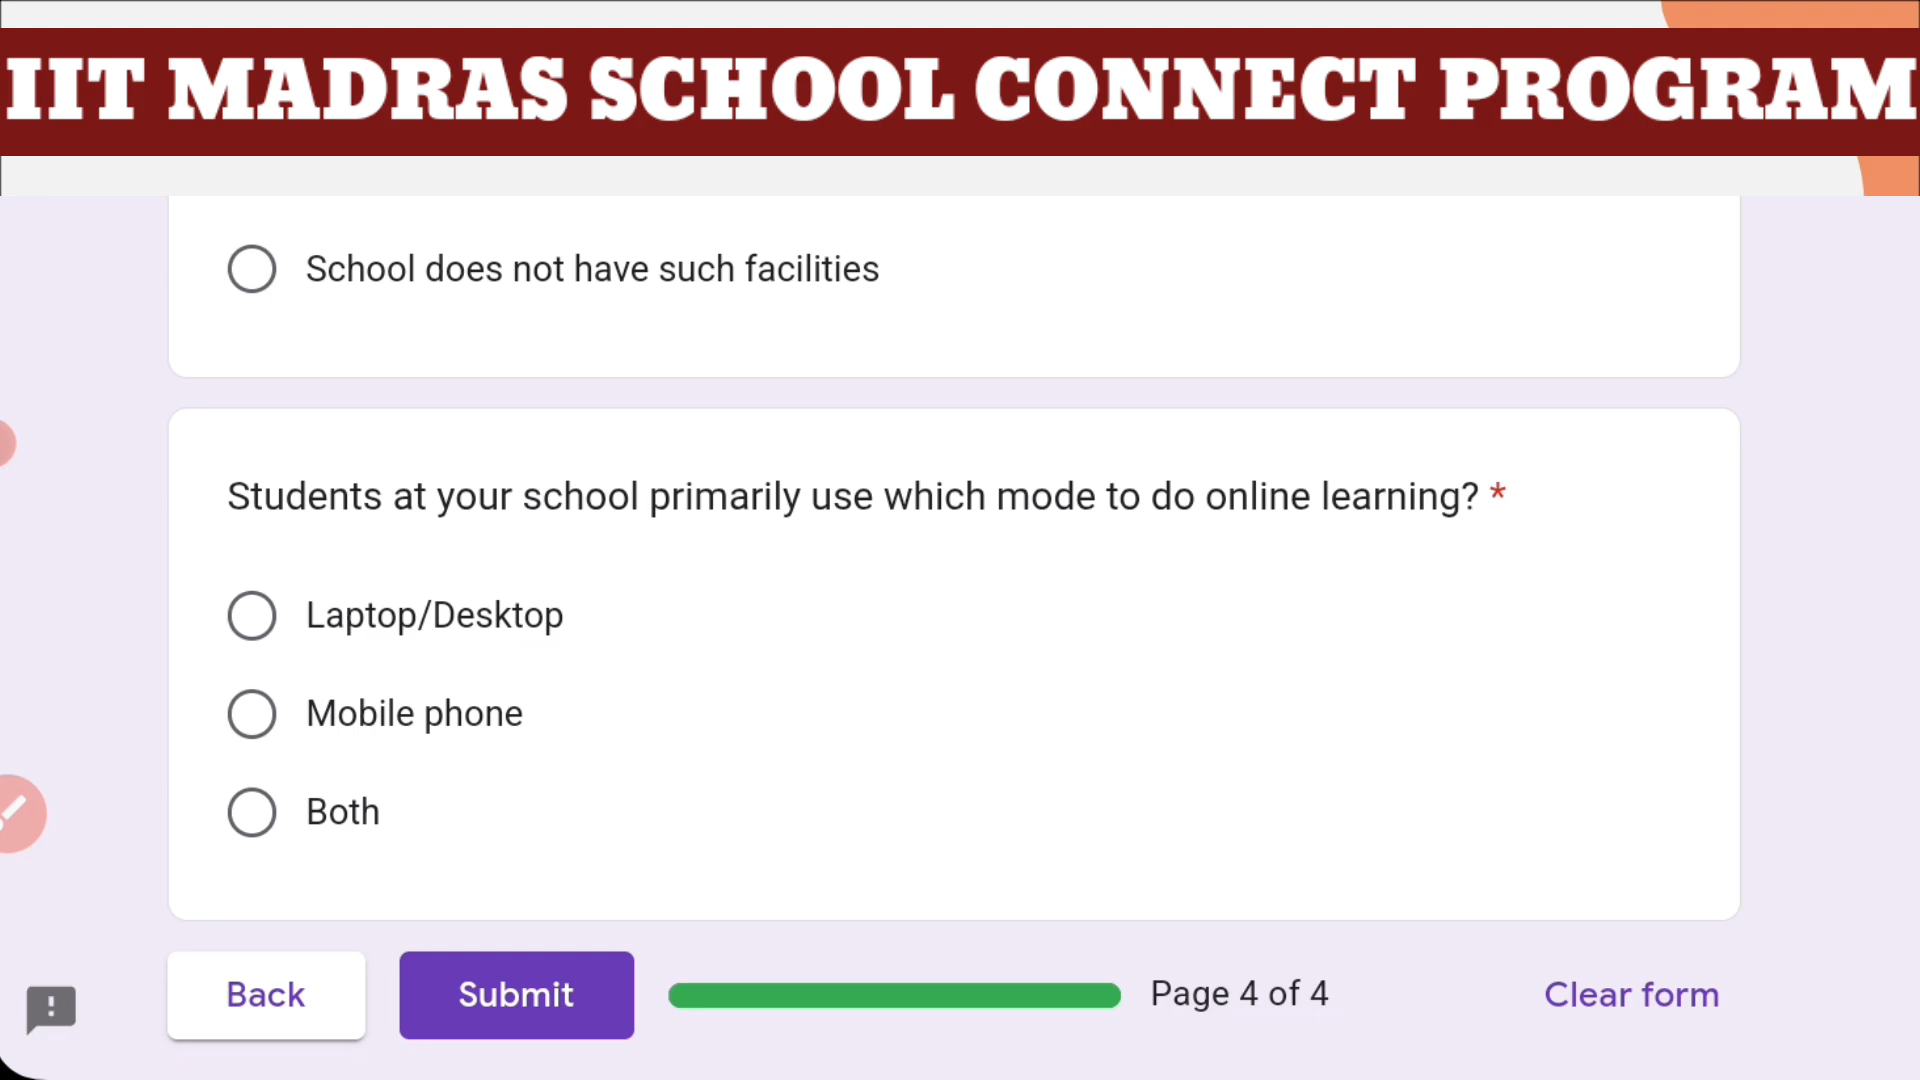 IIT MADRAS SCHOOL CONNECT PROGRAM
School does not have such facilities
Students at your school primarily use which mode to do online learning? *
Laptop/Desktop
Mobile phone
Both
Back
Submit
Page 4 of 4
Clear form